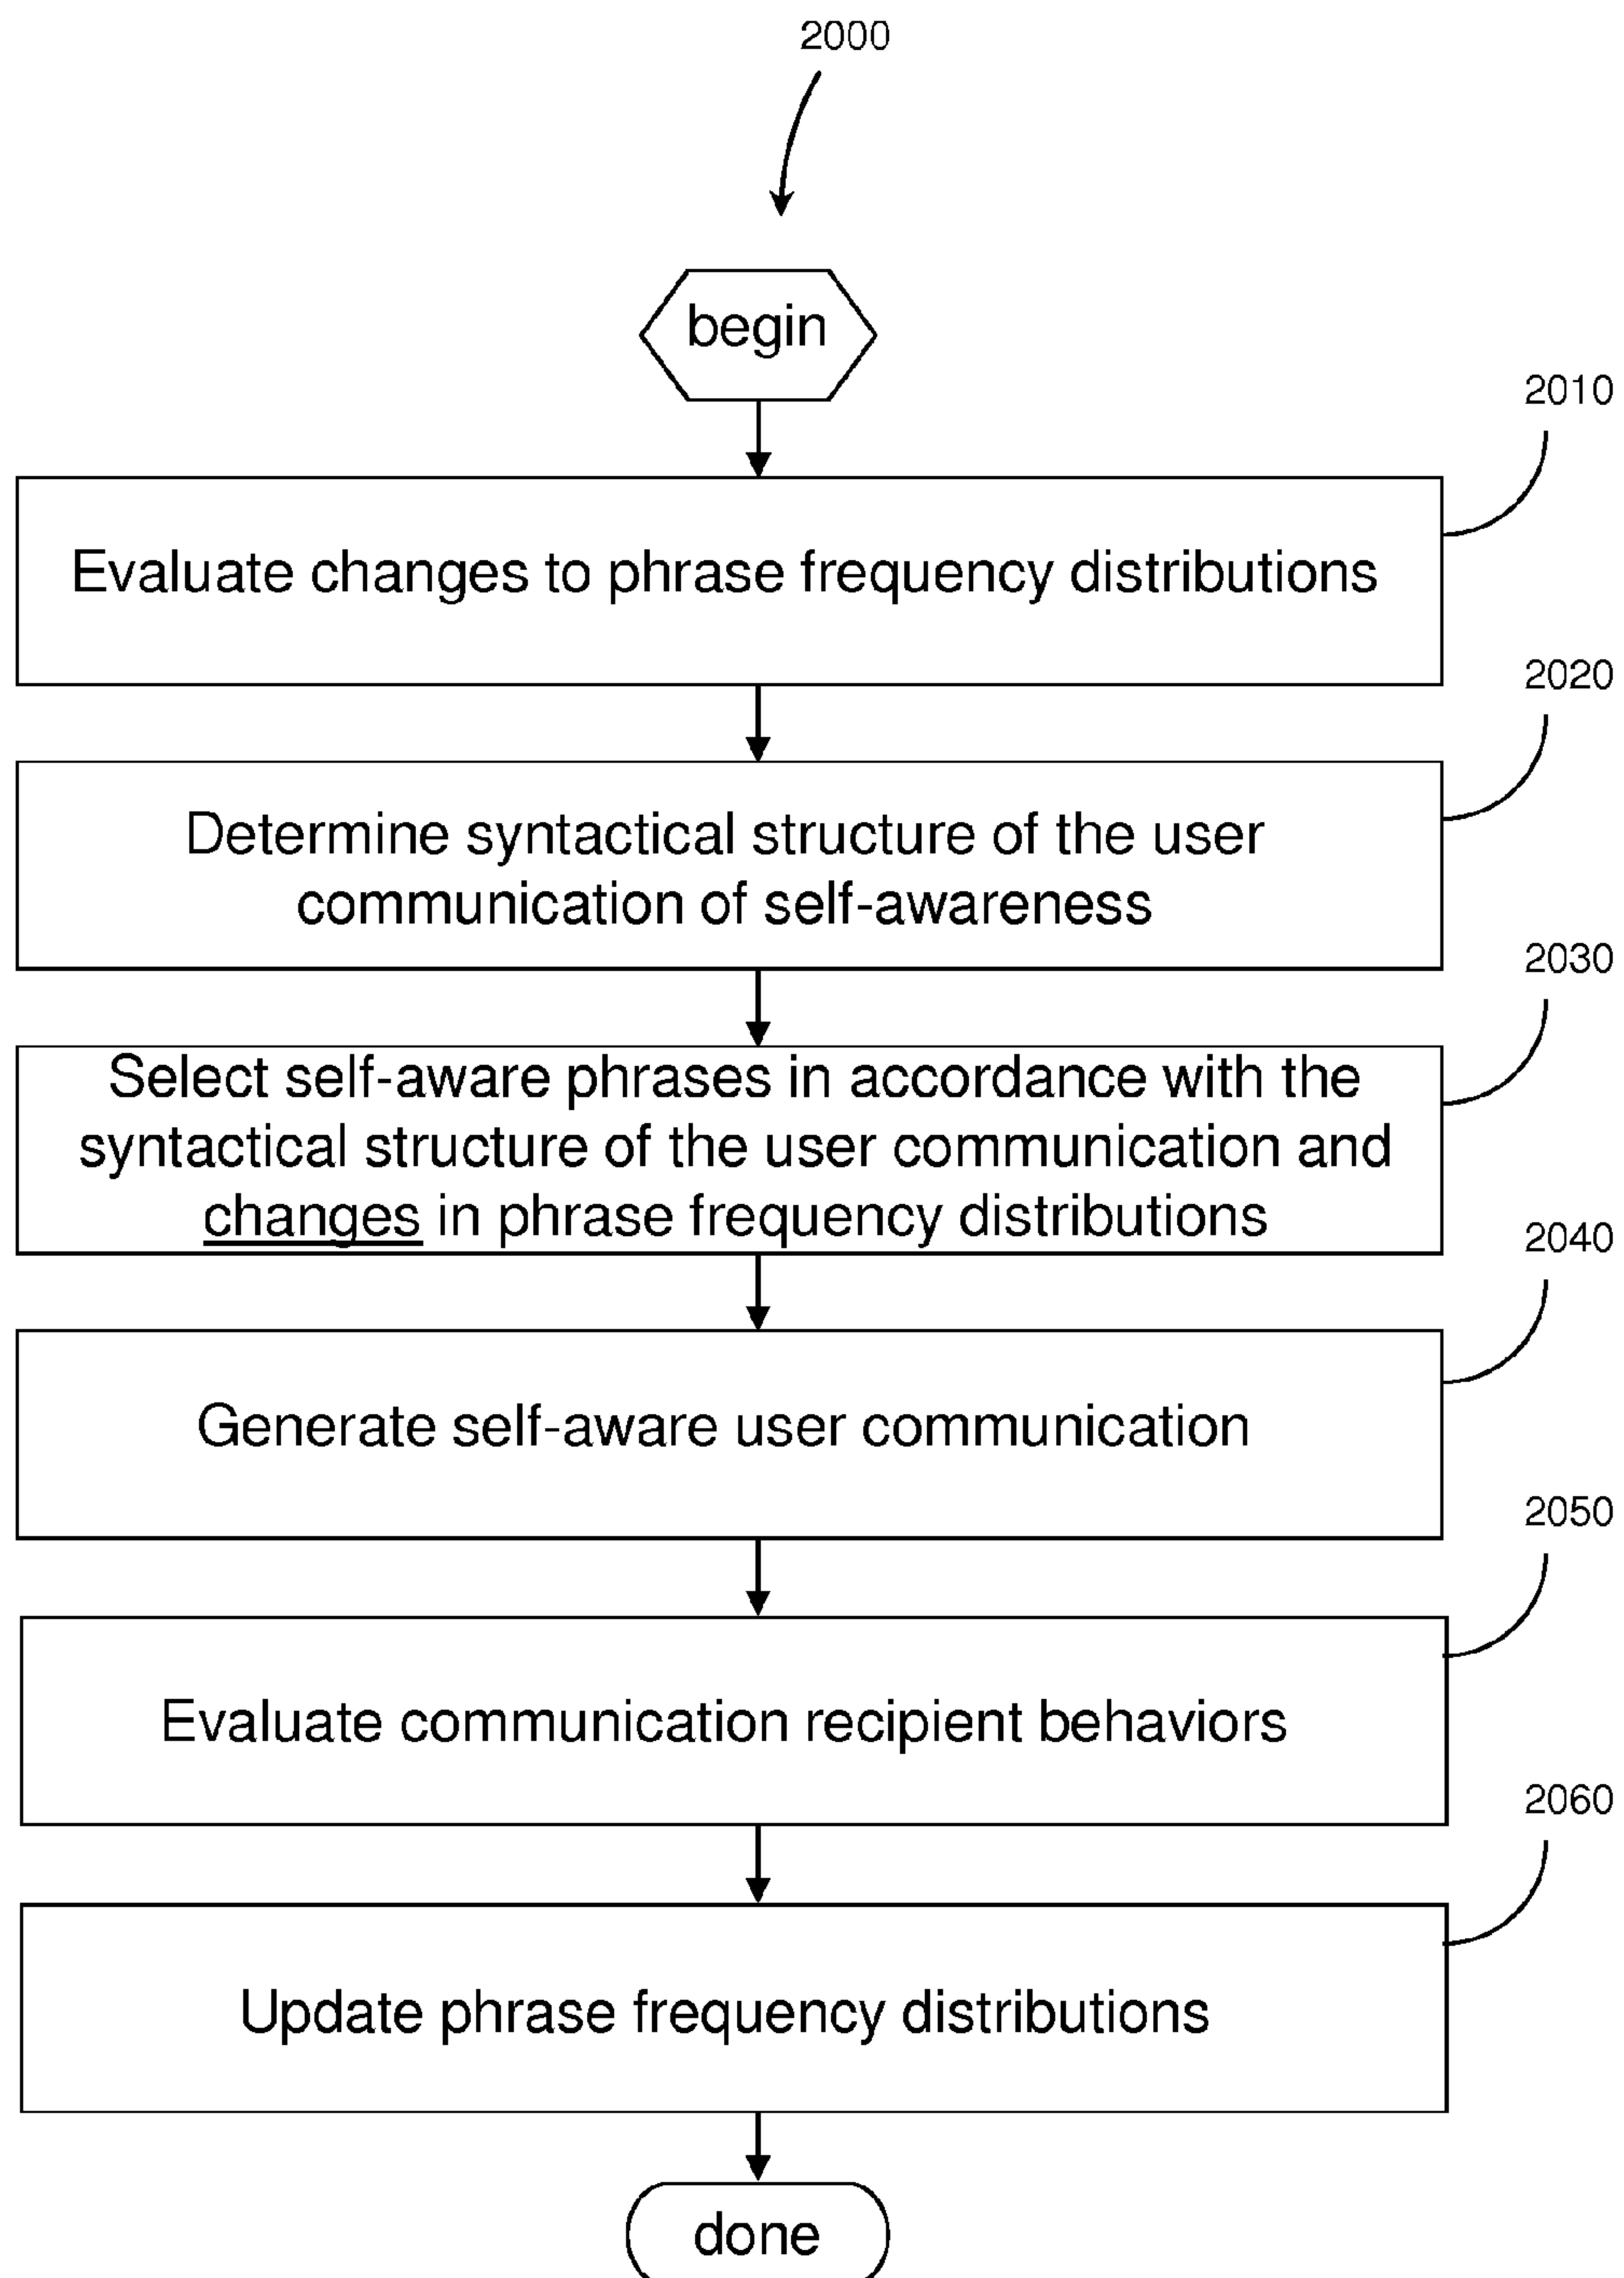 2000
begin
2010
Evaluate changes to phrase frequency distributions
2020
Determine syntactical structure of the user
communication of self-awareness
2030
Select self-aware phrases in accordance with the
syntactical structure of the user communication and
changes in phrase frequency distributions
2040
Generate self-aware user communication
2050
Evaluate communication recipient behaviors
2060
Update phrase frequency distributions
done